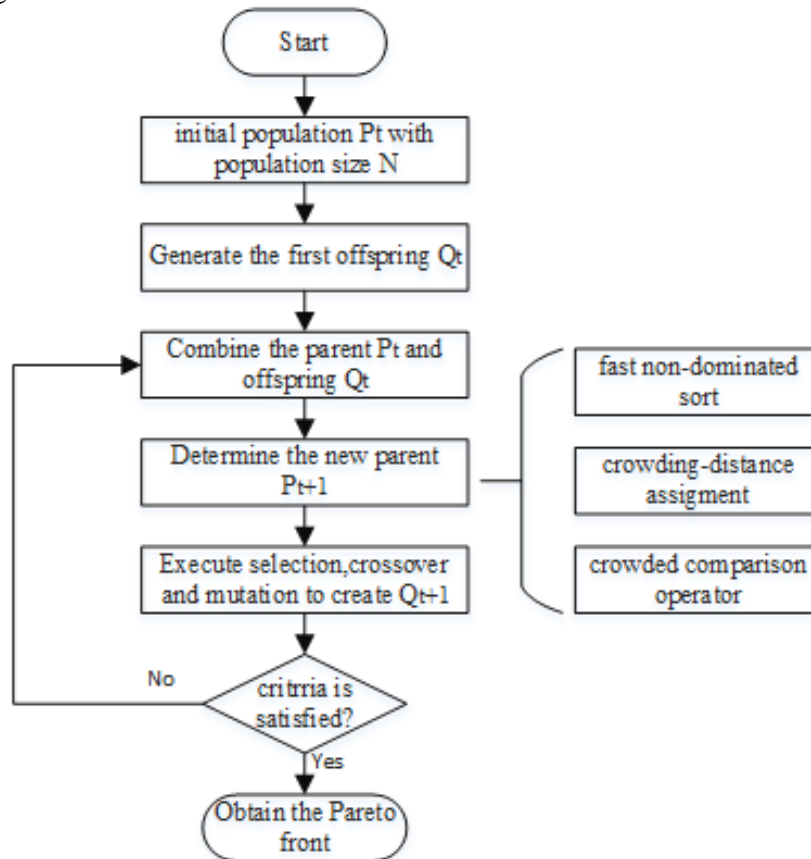 Start
initial population Pt with
population size N
Generate the first offspring Qt
Combine the parent Pt and
offspring Qt
Determine the new parent
Pt+1
Execute selection,crossover
and mutation to create Qt+1
critrria is
satisfied?
No
Yes
Obtain the Pareto
front
fast non-dominated
sort
crowding-distance
assigment
crowded comparison
operator